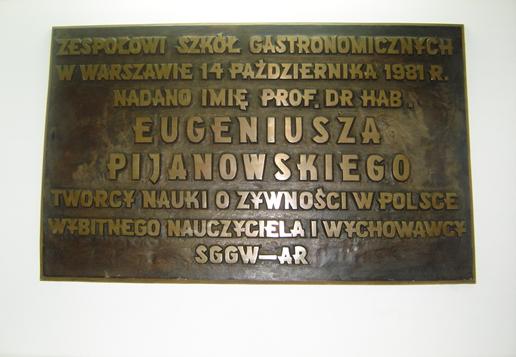 ZESPOŁOWI SZKÓŁ GASTRONOMICZNYCH
W WARSZAWIE 14 PAŹDZIERNIKA 1981 R.
NADANO IMIĘ PROF. DR HAB.
EUGENIUSZA
PIJANOWSKIEGO
TWÓRCY NAUKI O ŻYWNOŚCI W POLSCE
WYBITNEGO NAUCZYCIELA I WYCHOWAWCY
SGGW—AR